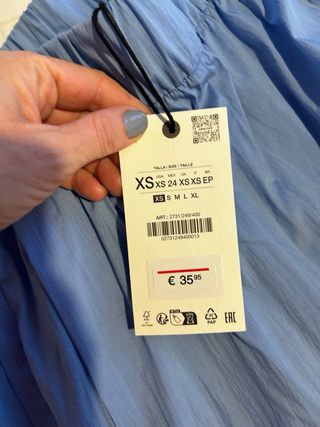 TALLA / SIZE / TAILLE
USA MEX UK IT BR
XS XS 24 XS XS EP
XS S M L XL
ART.: 2731/249/400
02731249400013
€ 35.95
PAP
EAC